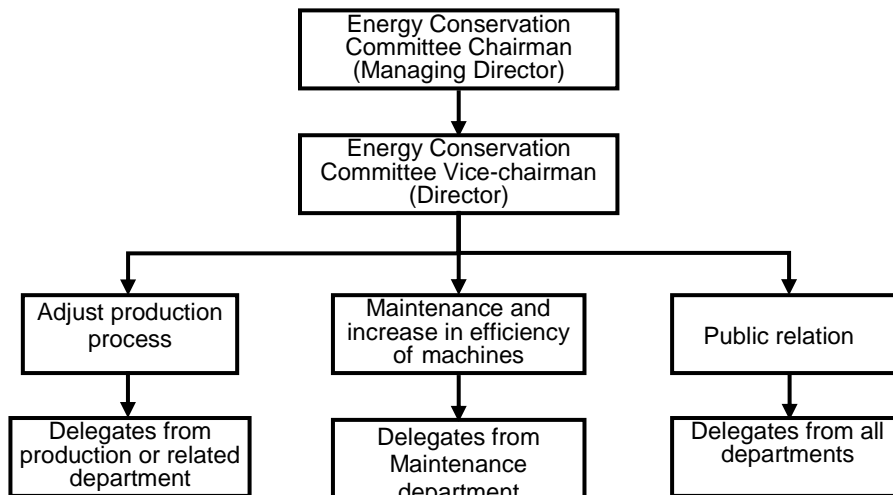 Energy Conservation
Committee Chairman
(Managing Director)
Energy Conservation
Committee Vice-chairman
(Director)
Adjust production
process
Maintenance and
increase in efficiency
of machines
Public relation
Delegates from
production or related
department
Delegates from
Maintenance
department
Delegates from all
departments